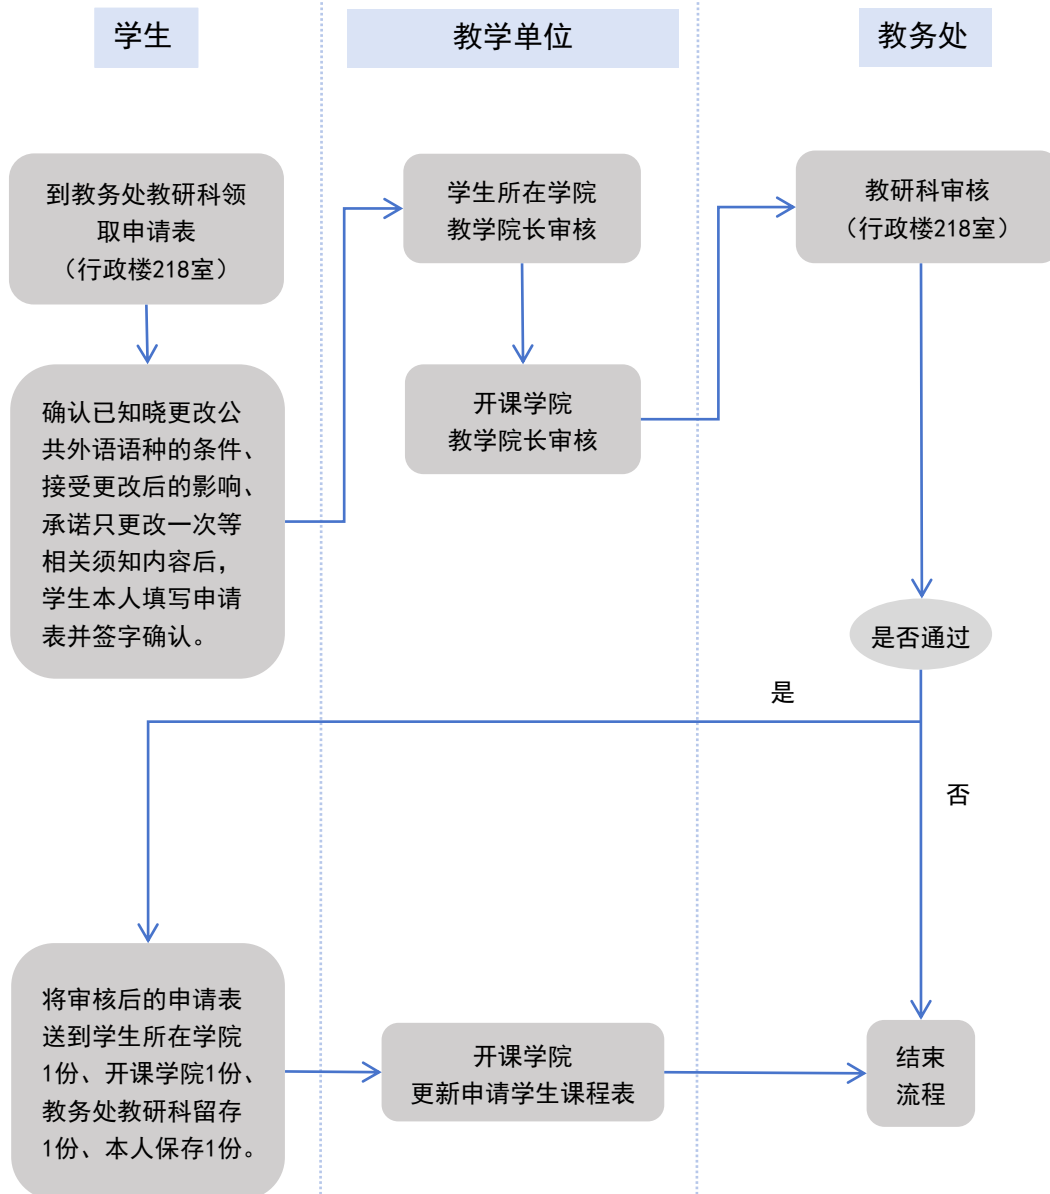 学生
教学单位
教务处
到教务处教研科领
取申请表
（行政楼218室）
学生所在学院
教学院长审核
教研科审核
（行政楼218室）
确认已知晓更改公
共外语语种的条件、
接受更改后的影响、
承诺只更改一次等
相关须知内容后，
学生本人填写申请
表并签字确认。
开课学院
教学院长审核
是否通过
是
否
将审核后的申请表
送到学生所在学院
1份、开课学院1份、
教务处教研科留存
1份、本人保存1份。
开课学院
更新申请学生课程表
结束
流程